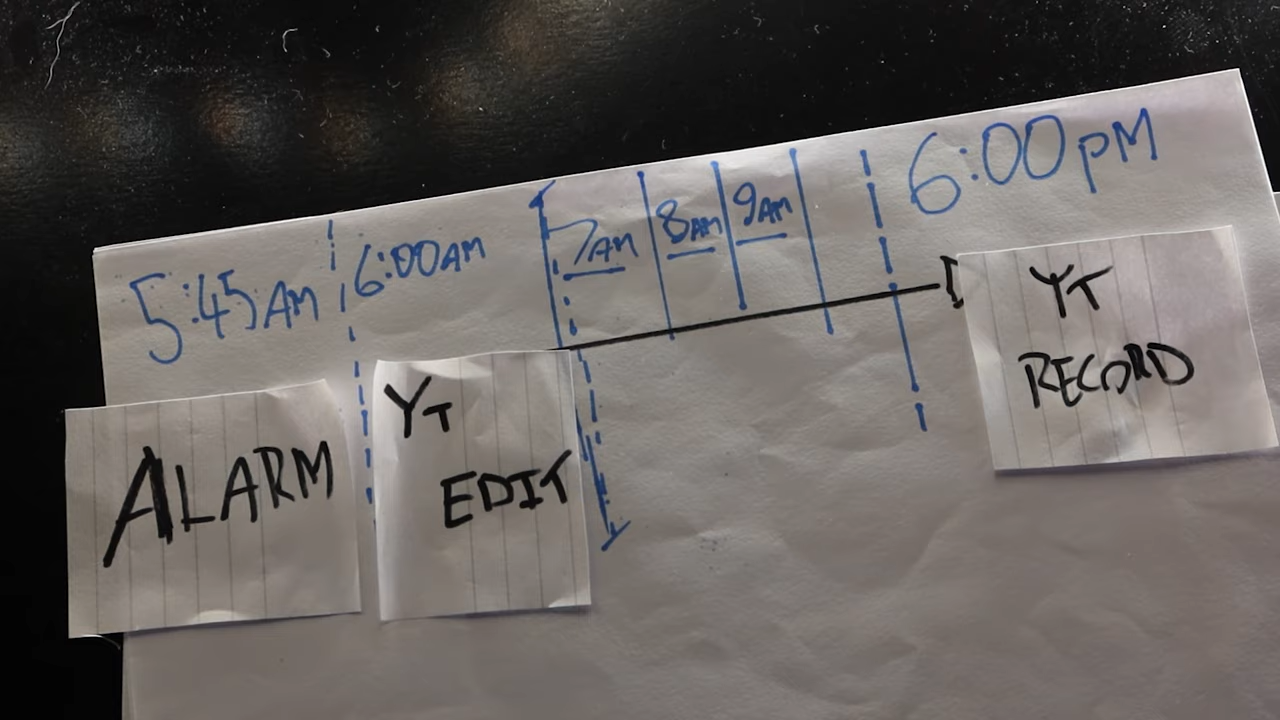 5:45AM
6:00AM
7AM
8AM
9AM
6:00PM
ALARM
YT
EDIT
YT
RECORD